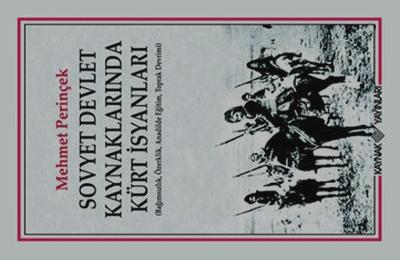 Mehmet Perinçek
SOVYET DEVLET
KAYNAKLARINDA
KÜRT İSYANLARI
(Bağımsızlık, Özerklik, Anadilde Eğitim, Toprak Devrimi)
KAYNAK YAYINLARI